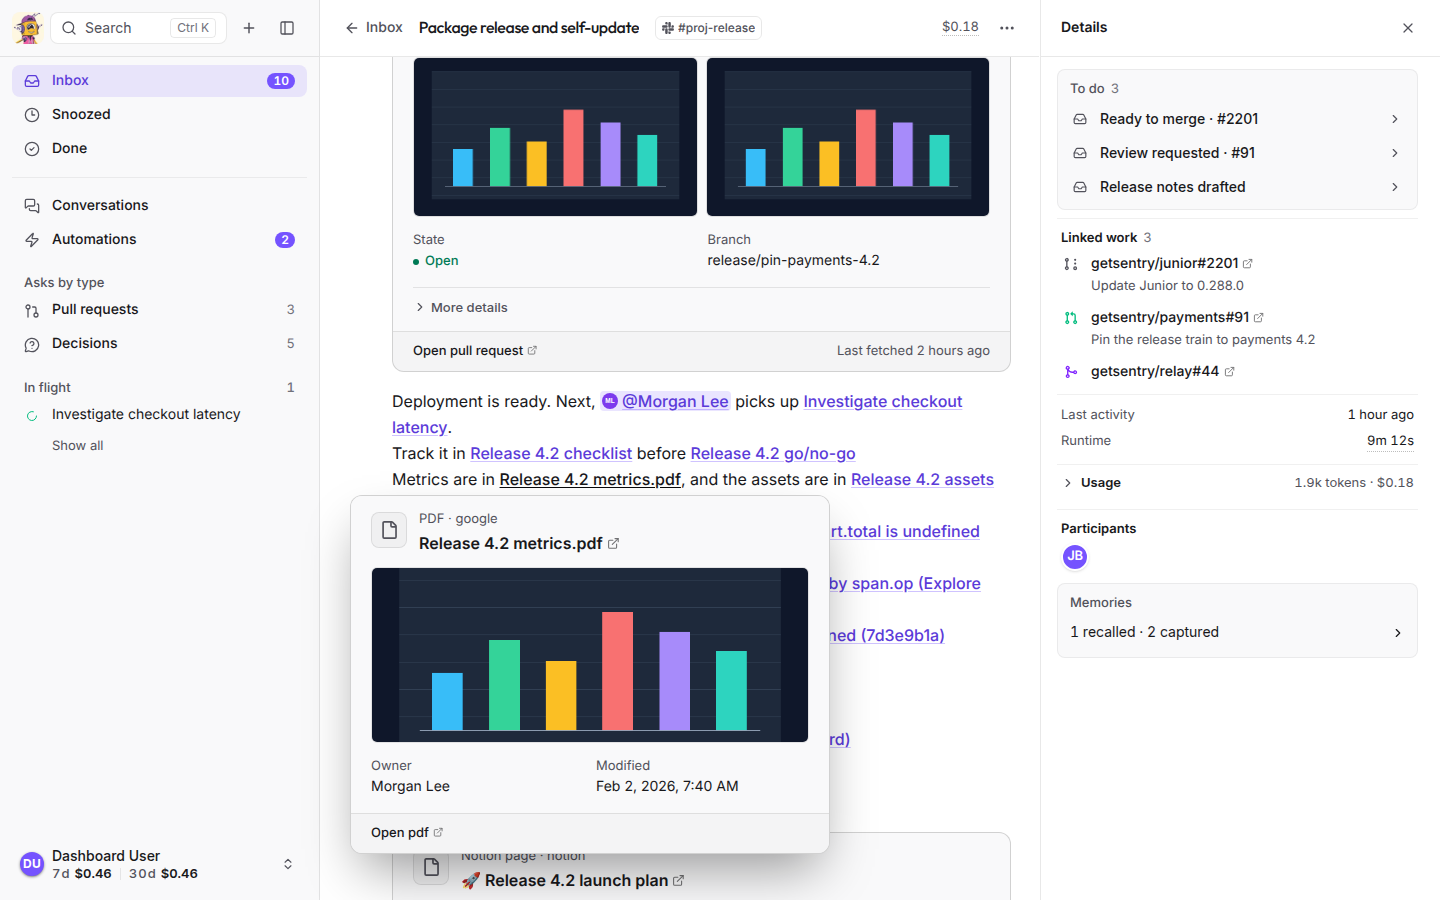 Search
Ctrl K
Inbox
10
Snoozed
Done
Conversations
Automations
2
Asks by type
Pull requests
3
Decisions
5
In flight
1
Investigate checkout latency
Show all
DU
Dashboard User
7d $0.46
30d $0.46
Inbox
Package release and self-update
#proj-release
$0.18
State
Open
Branch
release/pin-payments-4.2
More details
Open pull request
Last fetched 2 hours ago
Deployment is ready. Next, ML @Morgan Lee picks up Investigate checkout
latency.
Track it in Release 4.2 checklist before Release 4.2 go/no-go
Metrics are in Release 4.2 metrics.pdf, and the assets are in Release 4.2 assets
rt.total is undefined
by span.op (Explore
ned (7d3e9b1a)
rd)
PDF · google
Release 4.2 metrics.pdf
Owner
Morgan Lee
Modified
Feb 2, 2026, 7:40 AM
Open pdf
Notion page · notion
🚀 Release 4.2 launch plan
Details
To do 3
Ready to merge · #2201
Review requested · #91
Release notes drafted
Linked work 3
getsentry/junior#2201
Update Junior to 0.288.0
getsentry/payments#91
Pin the release train to payments 4.2
getsentry/relay#44
Last activity
1 hour ago
Runtime
9m 12s
Usage
1.9k tokens · $0.18
Participants
JB
Memories
1 recalled · 2 captured